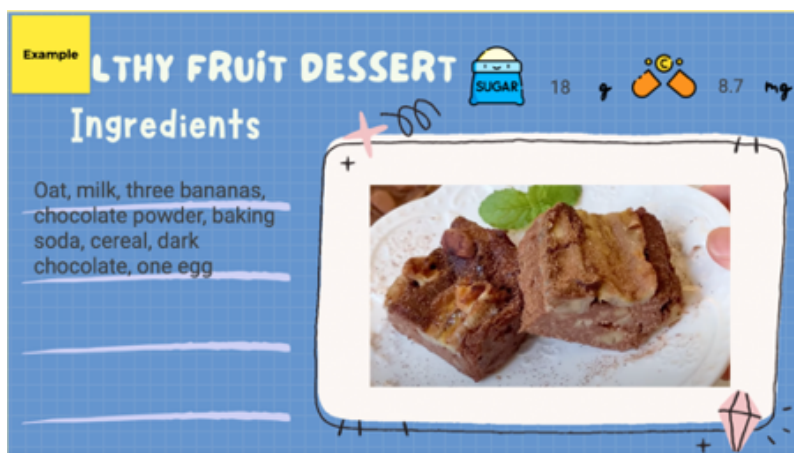 Example
LTHY FRUIT DESSERT
SUGAR
18 g
C
8.7 mg
Ingredients
Oat, milk, three bananas,
chocolate powder, baking
soda, cereal, dark
chocolate, one egg